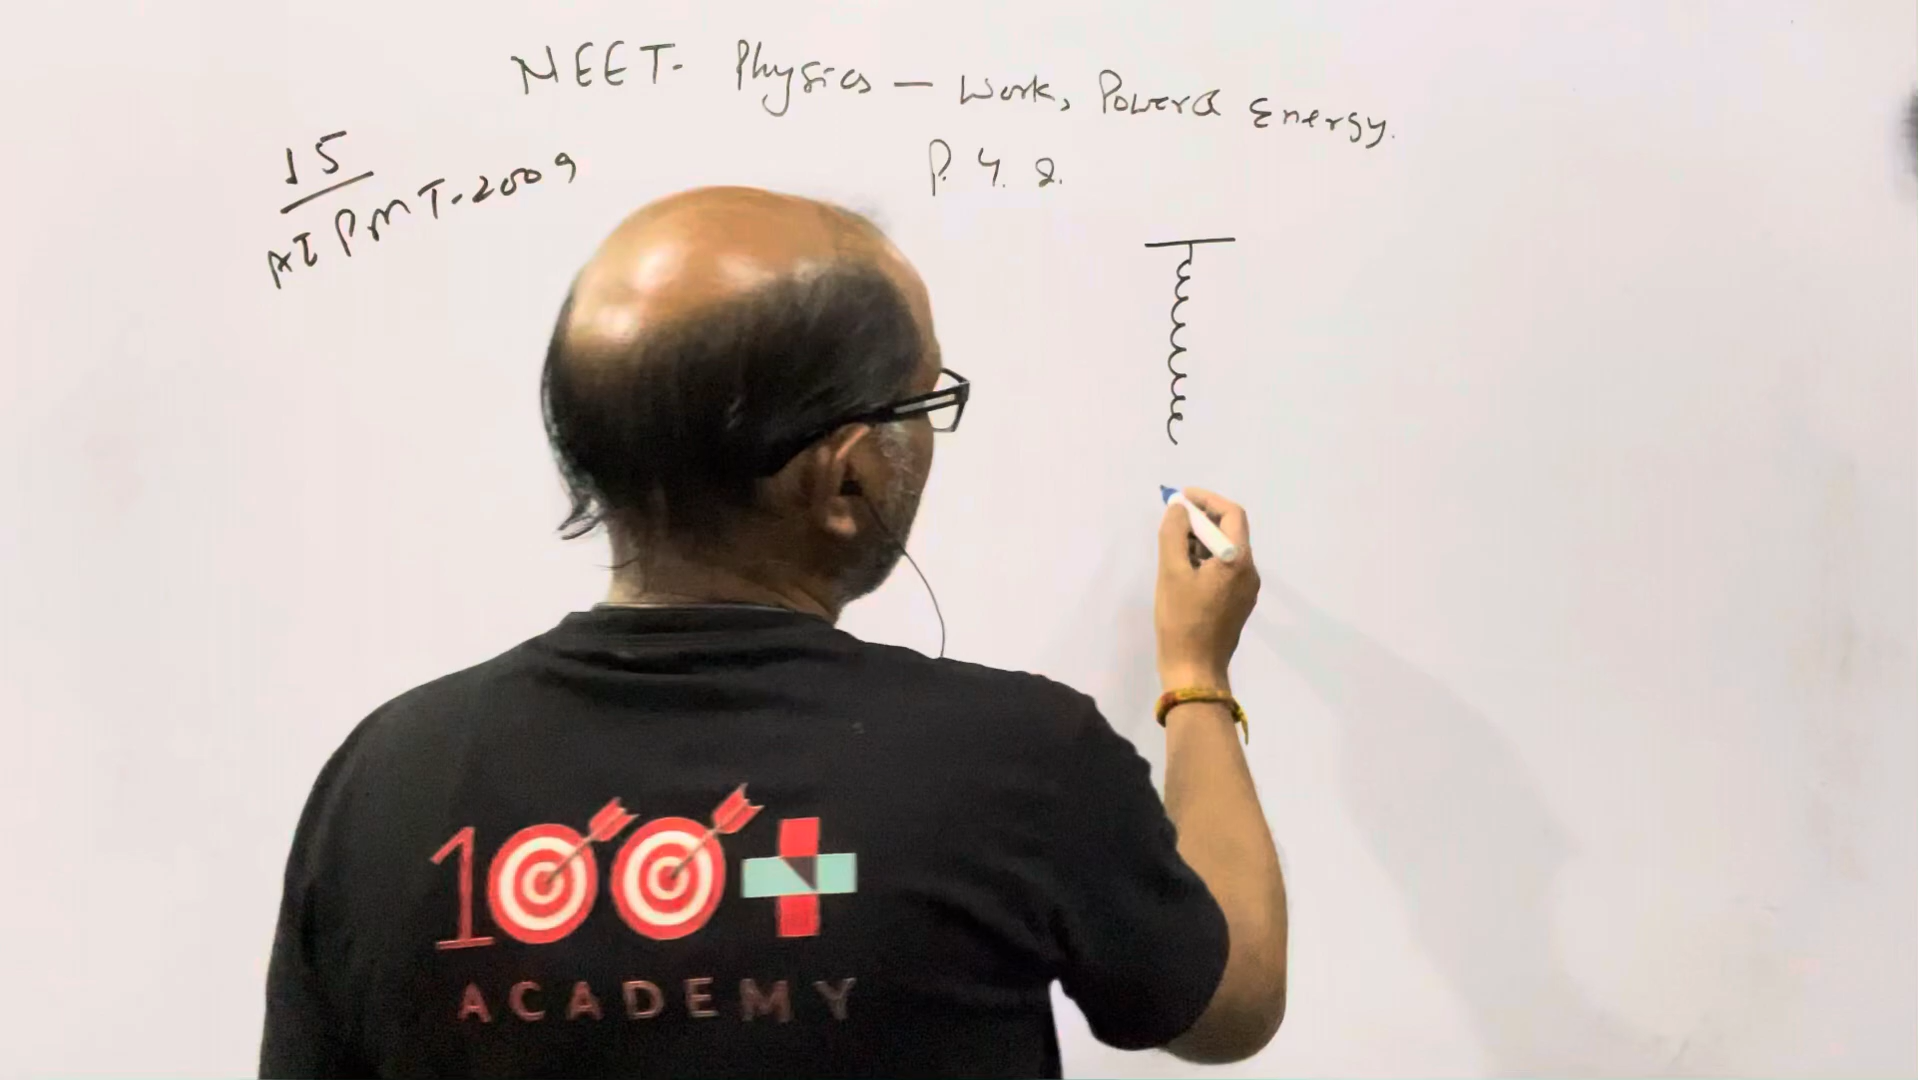 NEET- Physics — Work, Power & Energy.
P. Y. Q.
15
AIPMT-2009
100+
ACADEMY